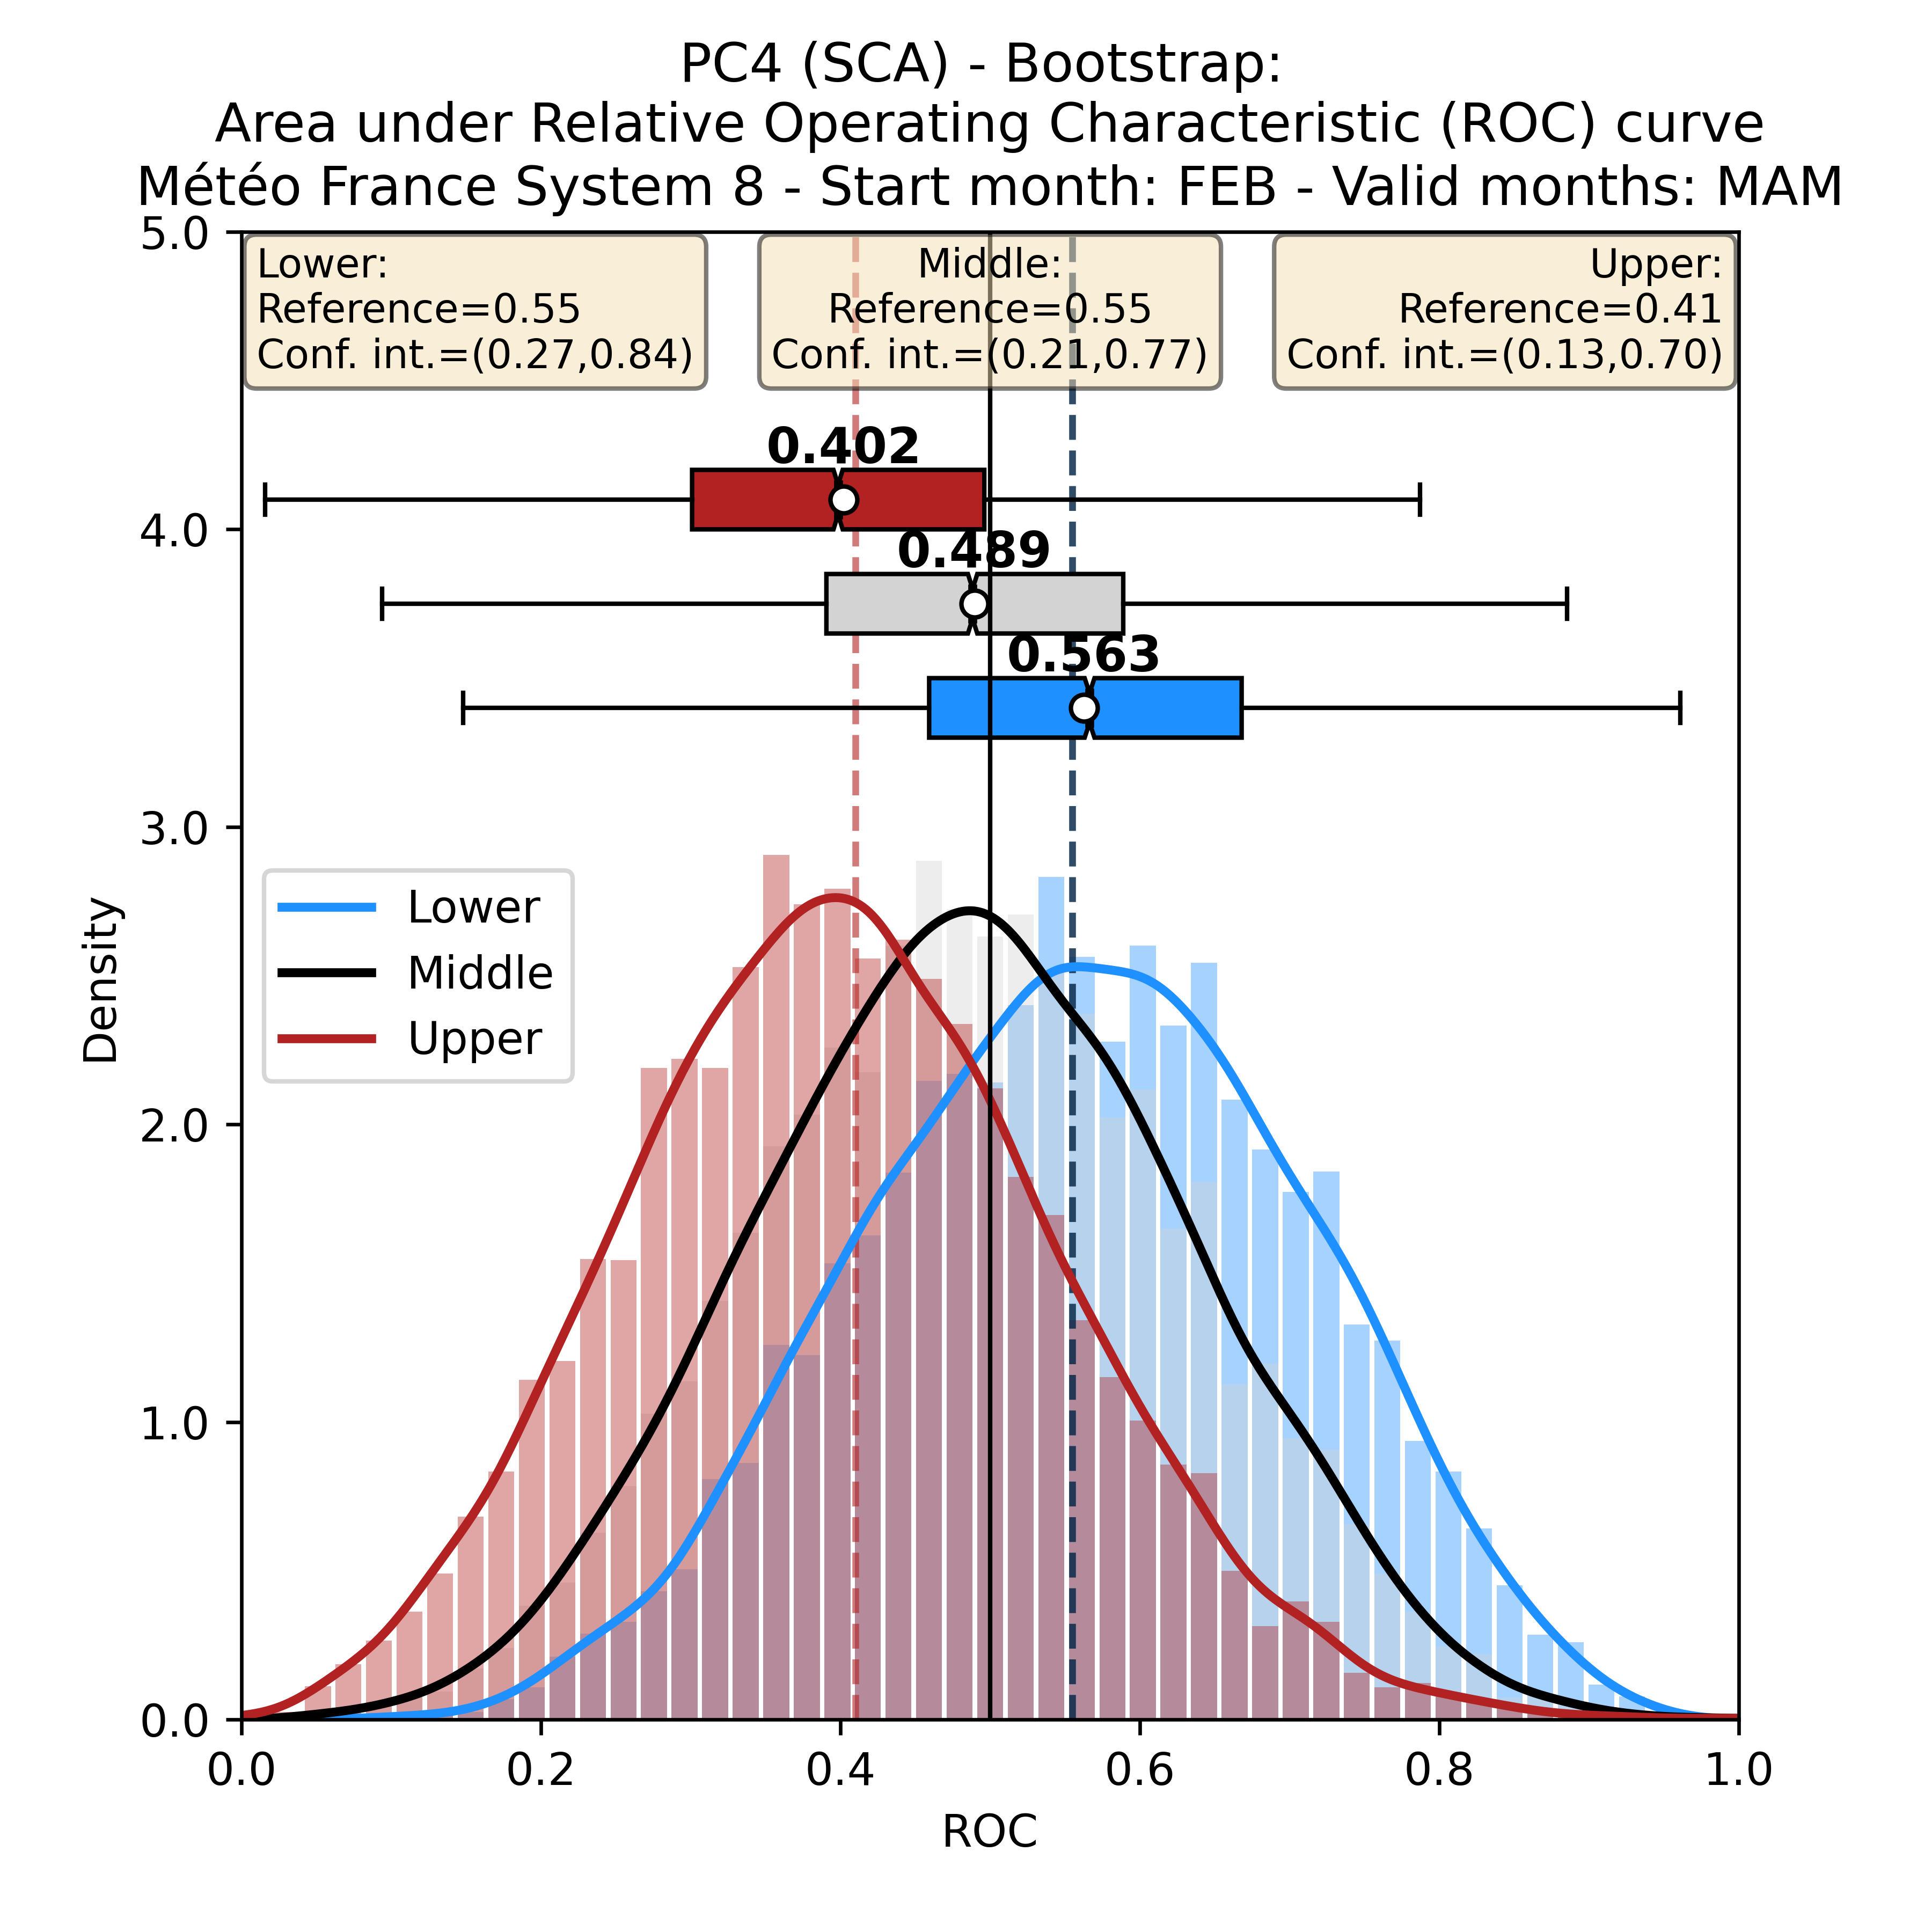 PC4 (SCA) - Bootstrap:
Area under Relative Operating Characteristic (ROC) curve
Météo France System 8 - Start month: FEB - Valid months: MAM
Lower:
Reference=0.55
Conf. int.=(0.27,0.84)
Middle:
Reference=0.55
Conf. int.=(0.21,0.77)
Upper:
Reference=0.41
Conf. int.=(0.13,0.70)
0.402
0.489
0.563
5.0
4.0
3.0
2.0
1.0
0.0
Density
Lower
Middle
Upper
0.0
0.2
0.4
0.6
0.8
1.0
ROC